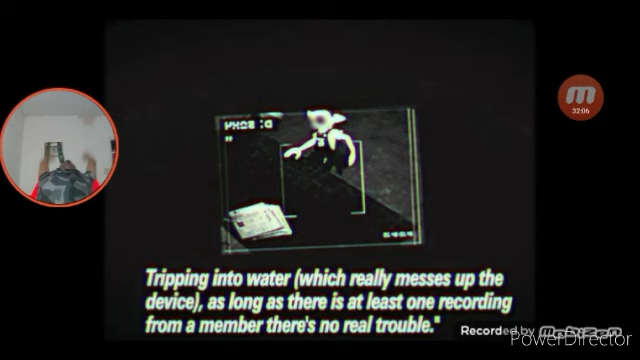 32:06
Tripping into water (which really messes up the
device), as long as there is at least one recording
from a member there's no real trouble."
Recorded by
PowerDirector